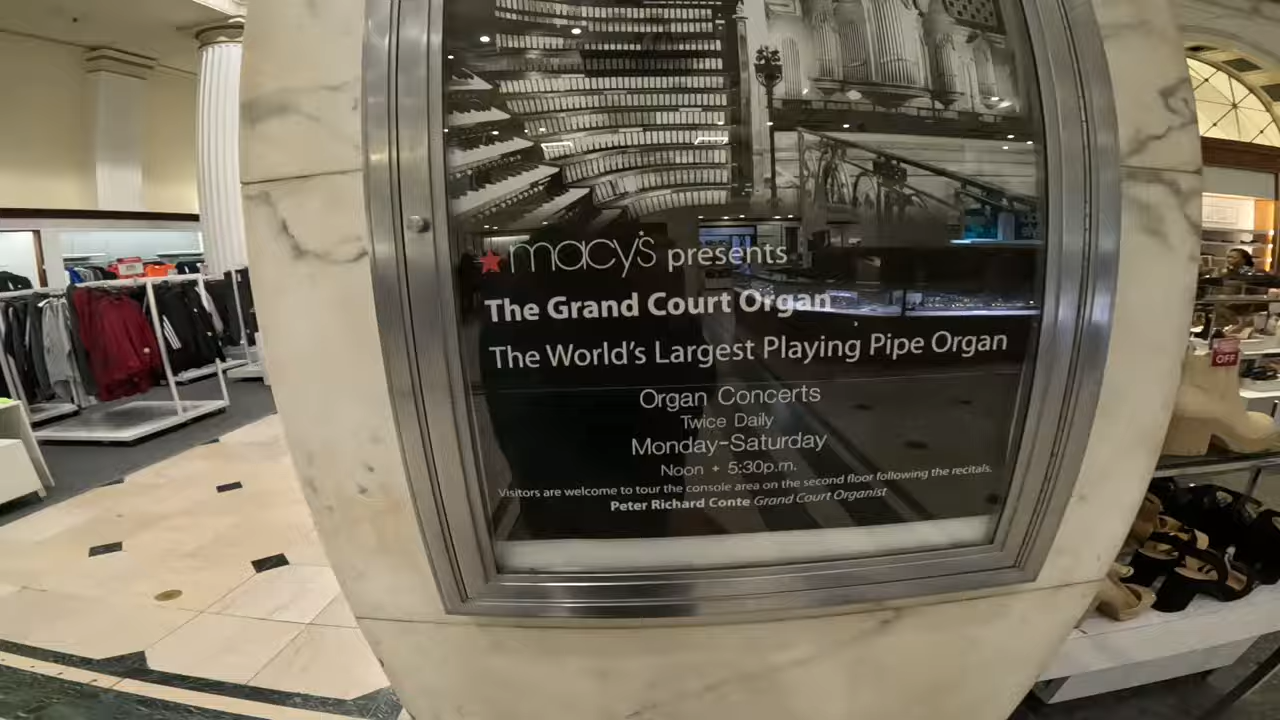 macy's presents
The Grand Court Organ
The World's Largest Playing Pipe Organ
Organ Concerts
Twice Daily
Monday-Saturday
Noon + 5:30p.m.
Visitors are welcome to tour the console area on the second floor following the recitals.
Peter Richard Conte Grand Court Organist
OFF